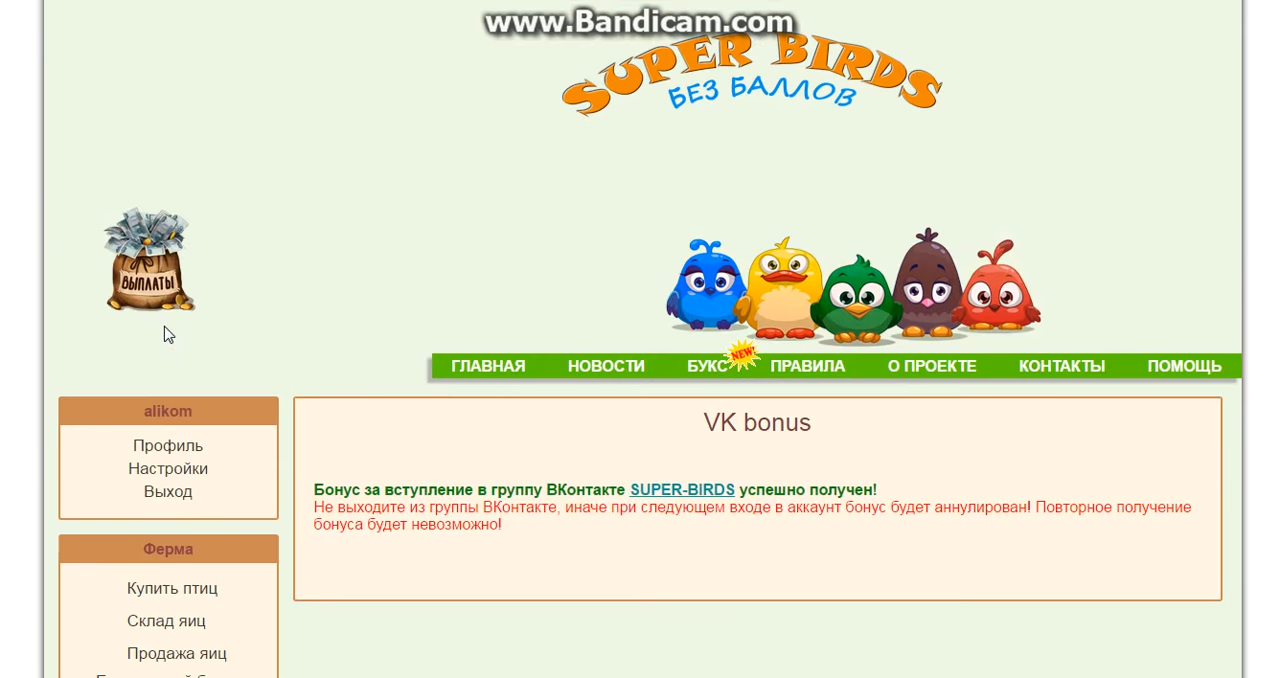 www.Bandicam.com
SUPER BIRDS
БЕЗ БАЛЛОВ
ВЫПЛАТЫ
NEW!
ГЛАВНАЯ НОВОСТИ БУКС ПРАВИЛА О ПРОЕКТЕ КОНТАКТЫ ПОМОЩЬ
alikom
Профиль
Настройки
Выход
VK bonus
Бонус за вступление в группу ВКонтакте SUPER-BIRDS успешно получен!
Не выходите из группы ВКонтакте, иначе при следующем входе в аккаунт бонус будет аннулирован! Повторное получение
бонуса будет невозможно!
Ферма
Купить птиц
Склад яиц
Продажа яиц